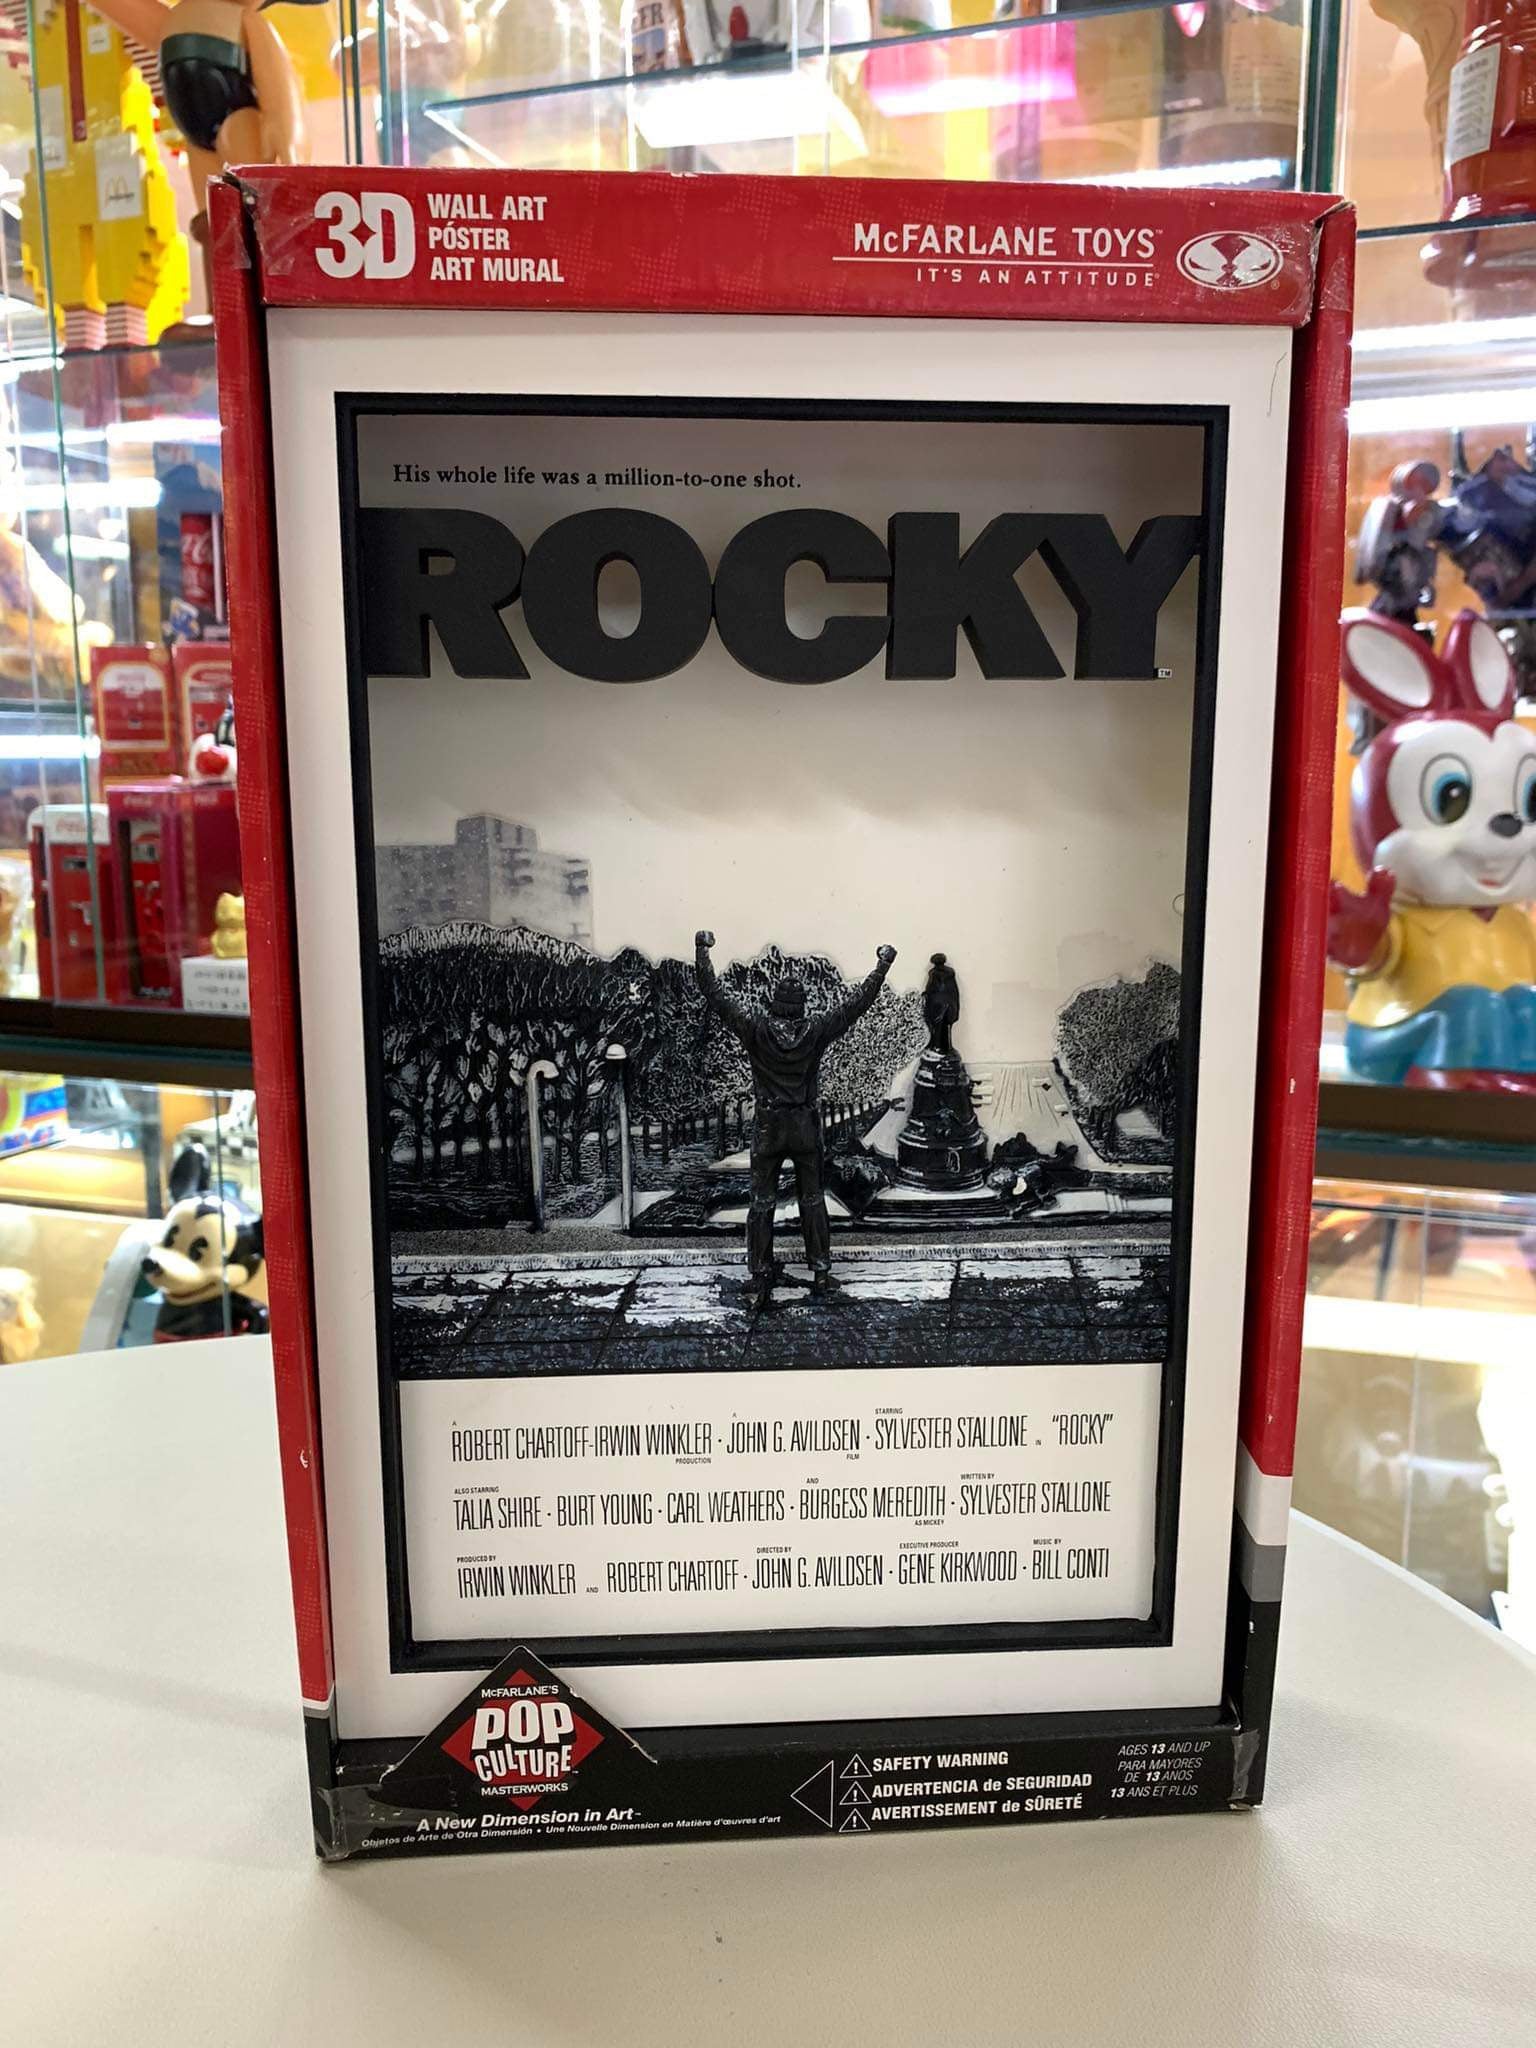 3D
WALL ART
PÓSTER
ART MURAL
McFARLANE TOYS™
IT'S AN ATTITUDE®
His whole life was a million-to-one shot.
ROCKY
TM
A STARRING
ROBERT CHARTOFF-IRWIN WINKLER · A JOHN G. AVILDSEN · SYLVESTER STALLONE IN "ROCKY"
PRODUCTION FILM
ALSO STARRING AND WRITTEN BY
TALIA SHIRE · BURT YOUNG · CARL WEATHERS · BURGESS MEREDITH · SYLVESTER STALLONE
AS MICKEY
PRODUCED BY DIRECTED BY EXECUTIVE PRODUCER MUSIC BY
IRWIN WINKLER AND ROBERT CHARTOFF · JOHN G. AVILDSEN · GENE KIRKWOOD · BILL CONTI
McFARLANE'S
POP
CULTURE
MASTERWORKS
A New Dimension in Art™
Objetos de Arte de Otra Dimensión • Une Nouvelle Dimension en Matière d'œuvres d'art
SAFETY WARNING
ADVERTENCIA de SEGURIDAD
AVERTISSEMENT de SÛRETÉ
AGES 13 AND UP
PARA MAYORES
DE 13 AÑOS
13 ANS ET PLUS